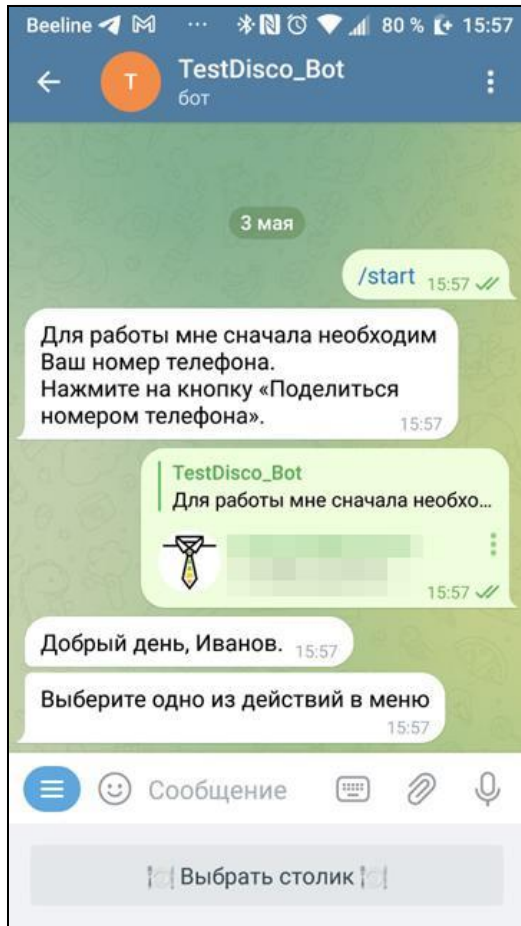 Beeline ... 80 % 15:57
T TestDisco_Bot
бот
3 мая
/start 15:57
Для работы мне сначала необходим
Ваш номер телефона.
Нажмите на кнопку «Поделиться
номером телефона». 15:57
TestDisco_Bot
Для работы мне сначала необхо...
15:57
Добрый день, Иванов. 15:57
Выберите одно из действий в меню
15:57
Сообщение
🍽 Выбрать столик 🍽